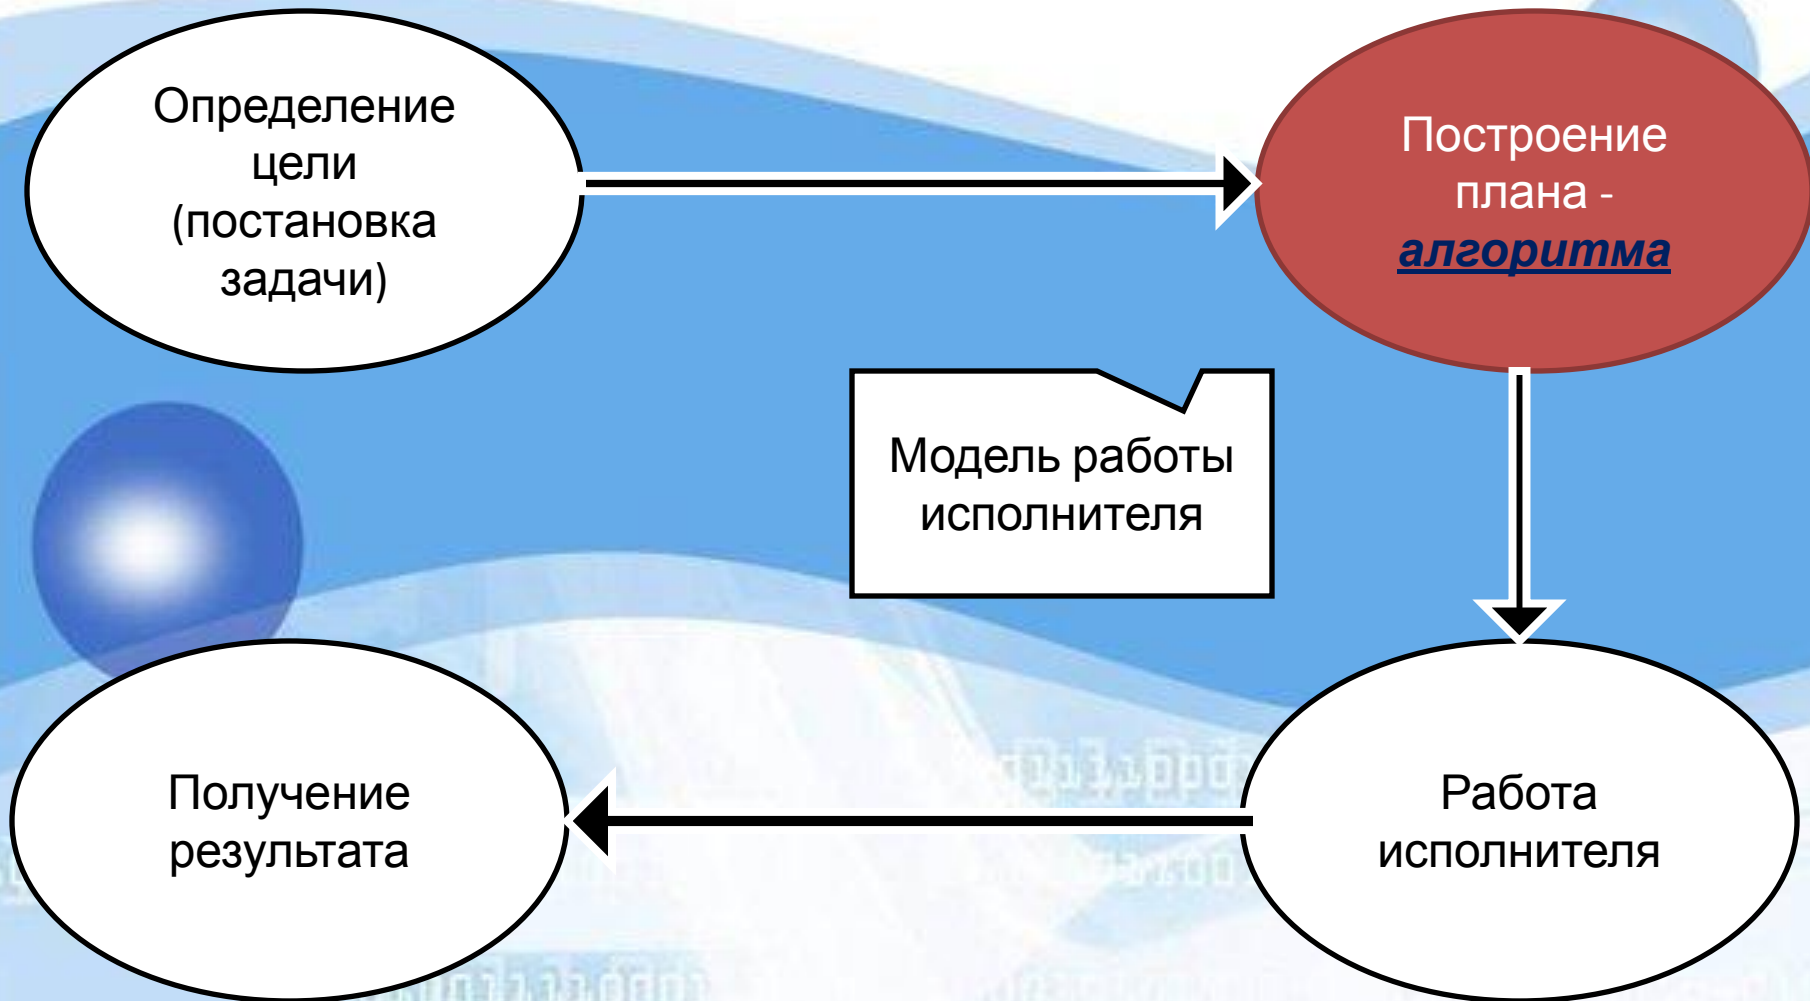 Определение
цели
(постановка
задачи)
Построение
плана -
алгоритма
Модель работы
исполнителя
Получение
результата
Работа
исполнителя